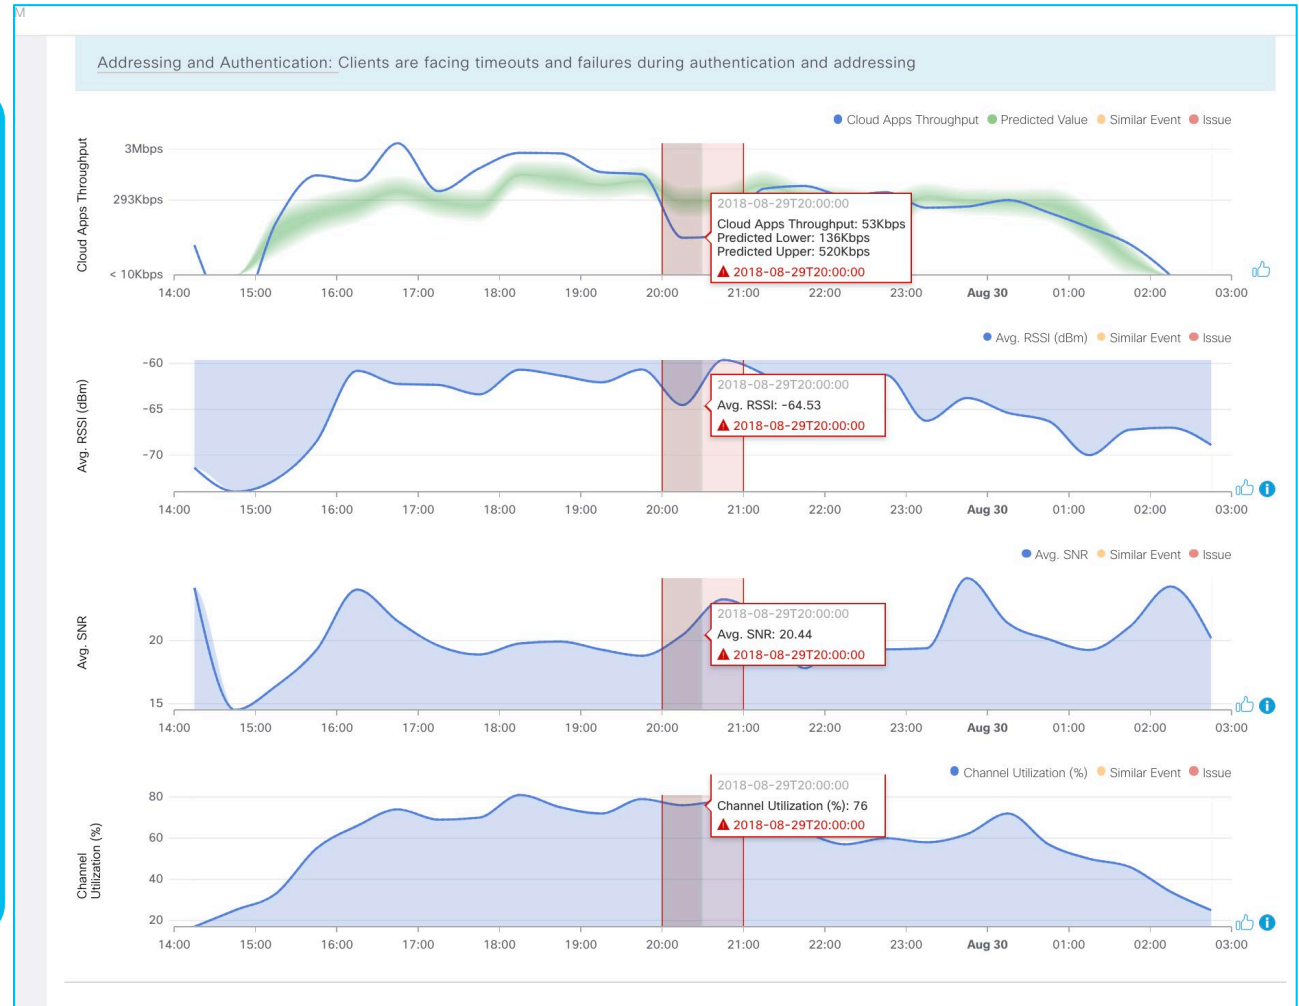 M
Addressing and Authentication: Clients are facing timeouts and failures during authentication and addressing
Cloud Apps Throughput Predicted Value Similar Event Issue
Cloud Apps Throughput
3Mbps
293Kbps
< 10Kbps
2018-08-29T20:00:00
Cloud Apps Throughput: 53Kbps
Predicted Lower: 136Kbps
Predicted Upper: 520Kbps
2018-08-29T20:00:00
14:00 15:00 16:00 17:00 18:00 19:00 20:00 21:00 22:00 23:00 Aug 30 01:00 02:00 03:00
Avg. RSSI (dBm) Similar Event Issue
Avg. RSSI (dBm)
-60
-65
-70
2018-08-29T20:00:00
Avg. RSSI: -64.53
2018-08-29T20:00:00
14:00 15:00 16:00 17:00 18:00 19:00 20:00 21:00 22:00 23:00 Aug 30 01:00 02:00 03:00
Avg. SNR Similar Event Issue
Avg. SNR
20
15
2018-08-29T20:00:00
Avg. SNR: 20.44
2018-08-29T20:00:00
14:00 15:00 16:00 17:00 18:00 19:00 20:00 21:00 22:00 23:00 Aug 30 01:00 02:00 03:00
Channel Utilization (%) Similar Event Issue
Channel
Utilization (%)
80
60
40
20
2018-08-29T20:00:00
Channel Utilization (%): 76
2018-08-29T20:00:00
14:00 15:00 16:00 17:00 18:00 19:00 20:00 21:00 22:00 23:00 Aug 30 01:00 02:00 03:00